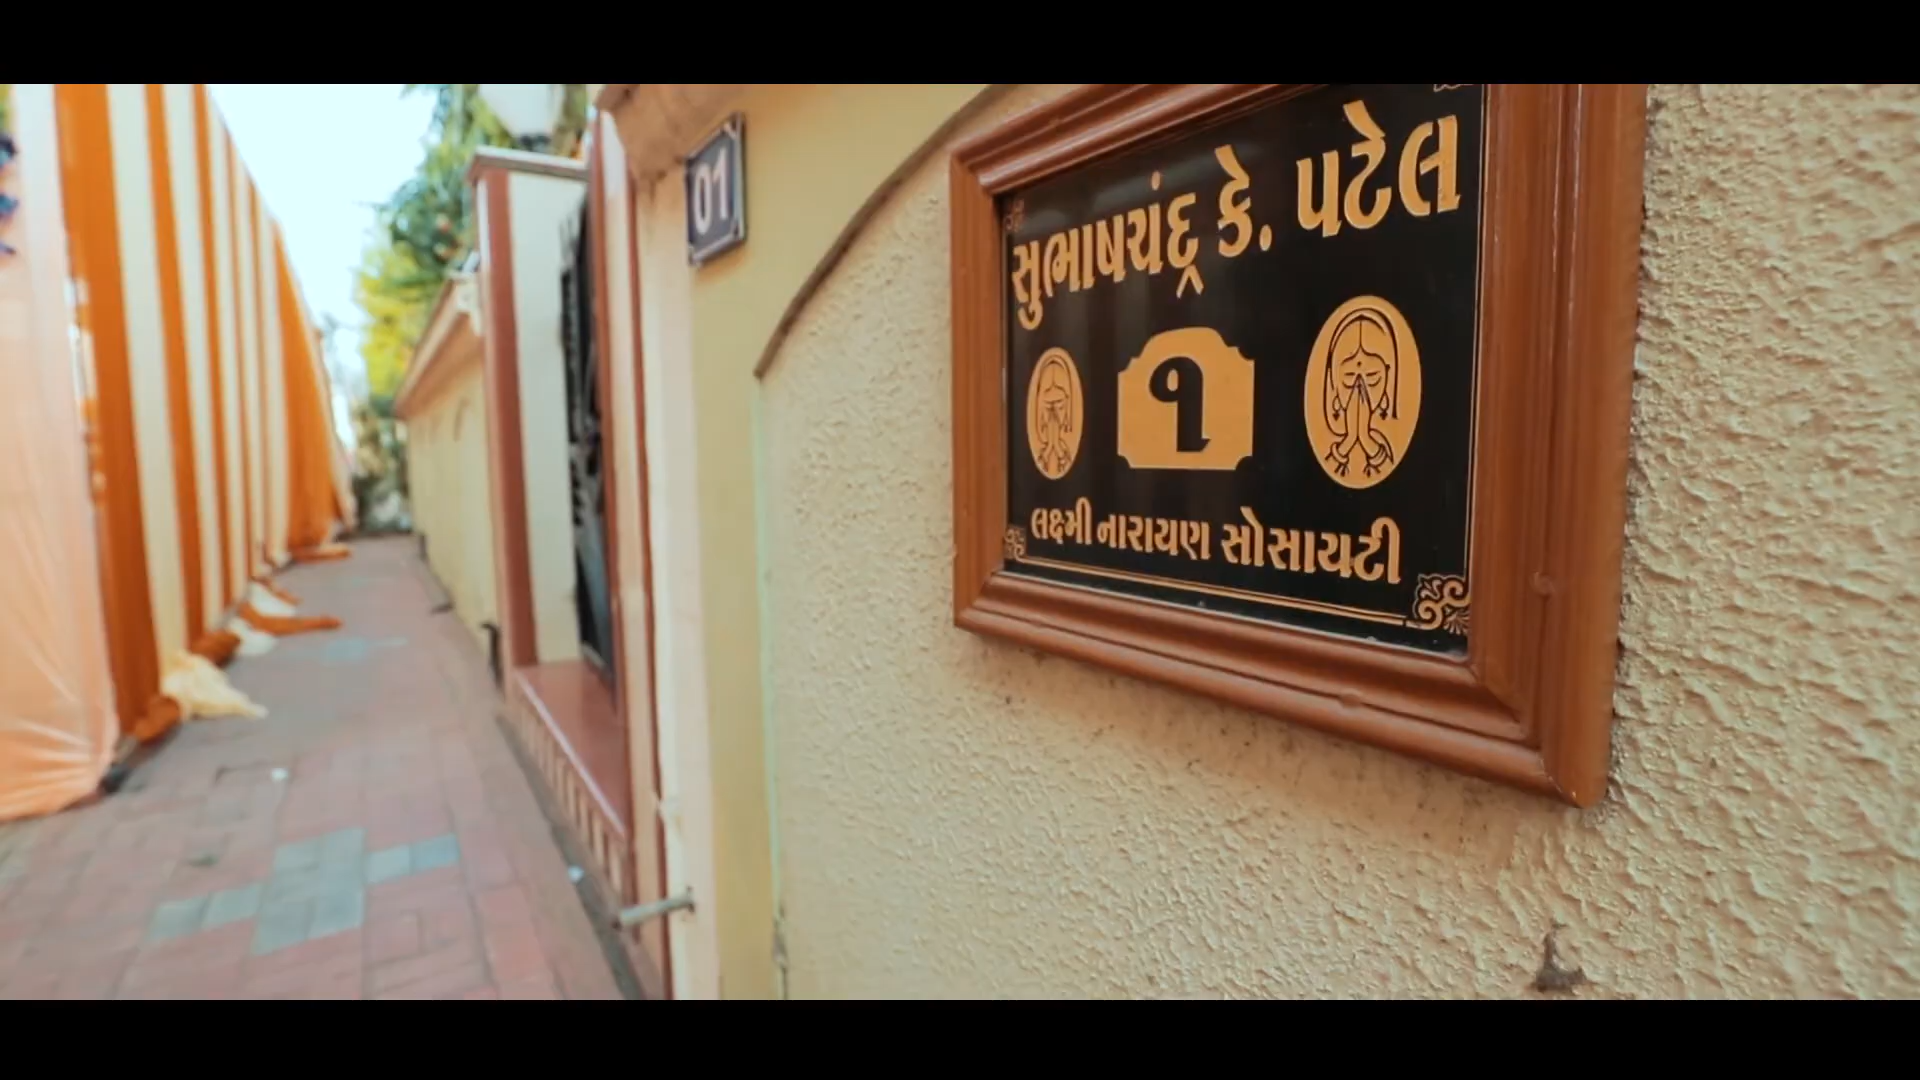 01
સુભાષચંદ્ર કે. પટેલ
૧
લક્ષ્મી નારાયણ સોસાયટી